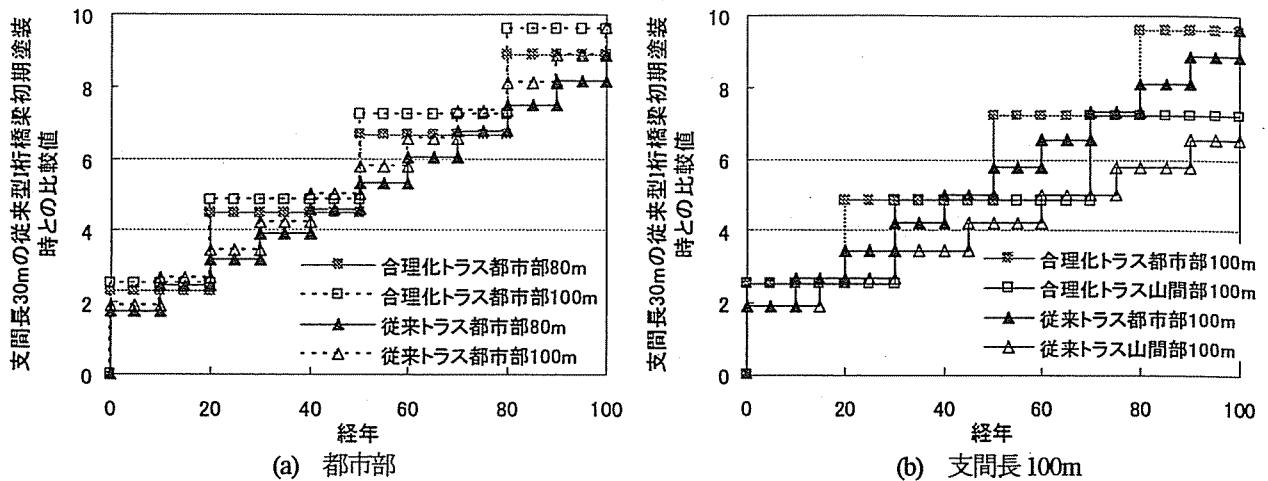 支間長30mの従来型I桁橋梁初期塗装
時との比較値
10
8
6
4
2
0
合理化トラス都市部80m
合理化トラス都市部100m
従来トラス都市部80m
従来トラス都市部100m
0 20 40 60 80 100
経年
(a) 都市部
支間長30mの従来型I桁橋梁初期塗装
時との比較値
10
8
6
4
2
0
合理化トラス都市部100m
合理化トラス山間部100m
従来トラス都市部100m
従来トラス山間部100m
0 20 40 60 80 100
経年
(b) 支間長100m